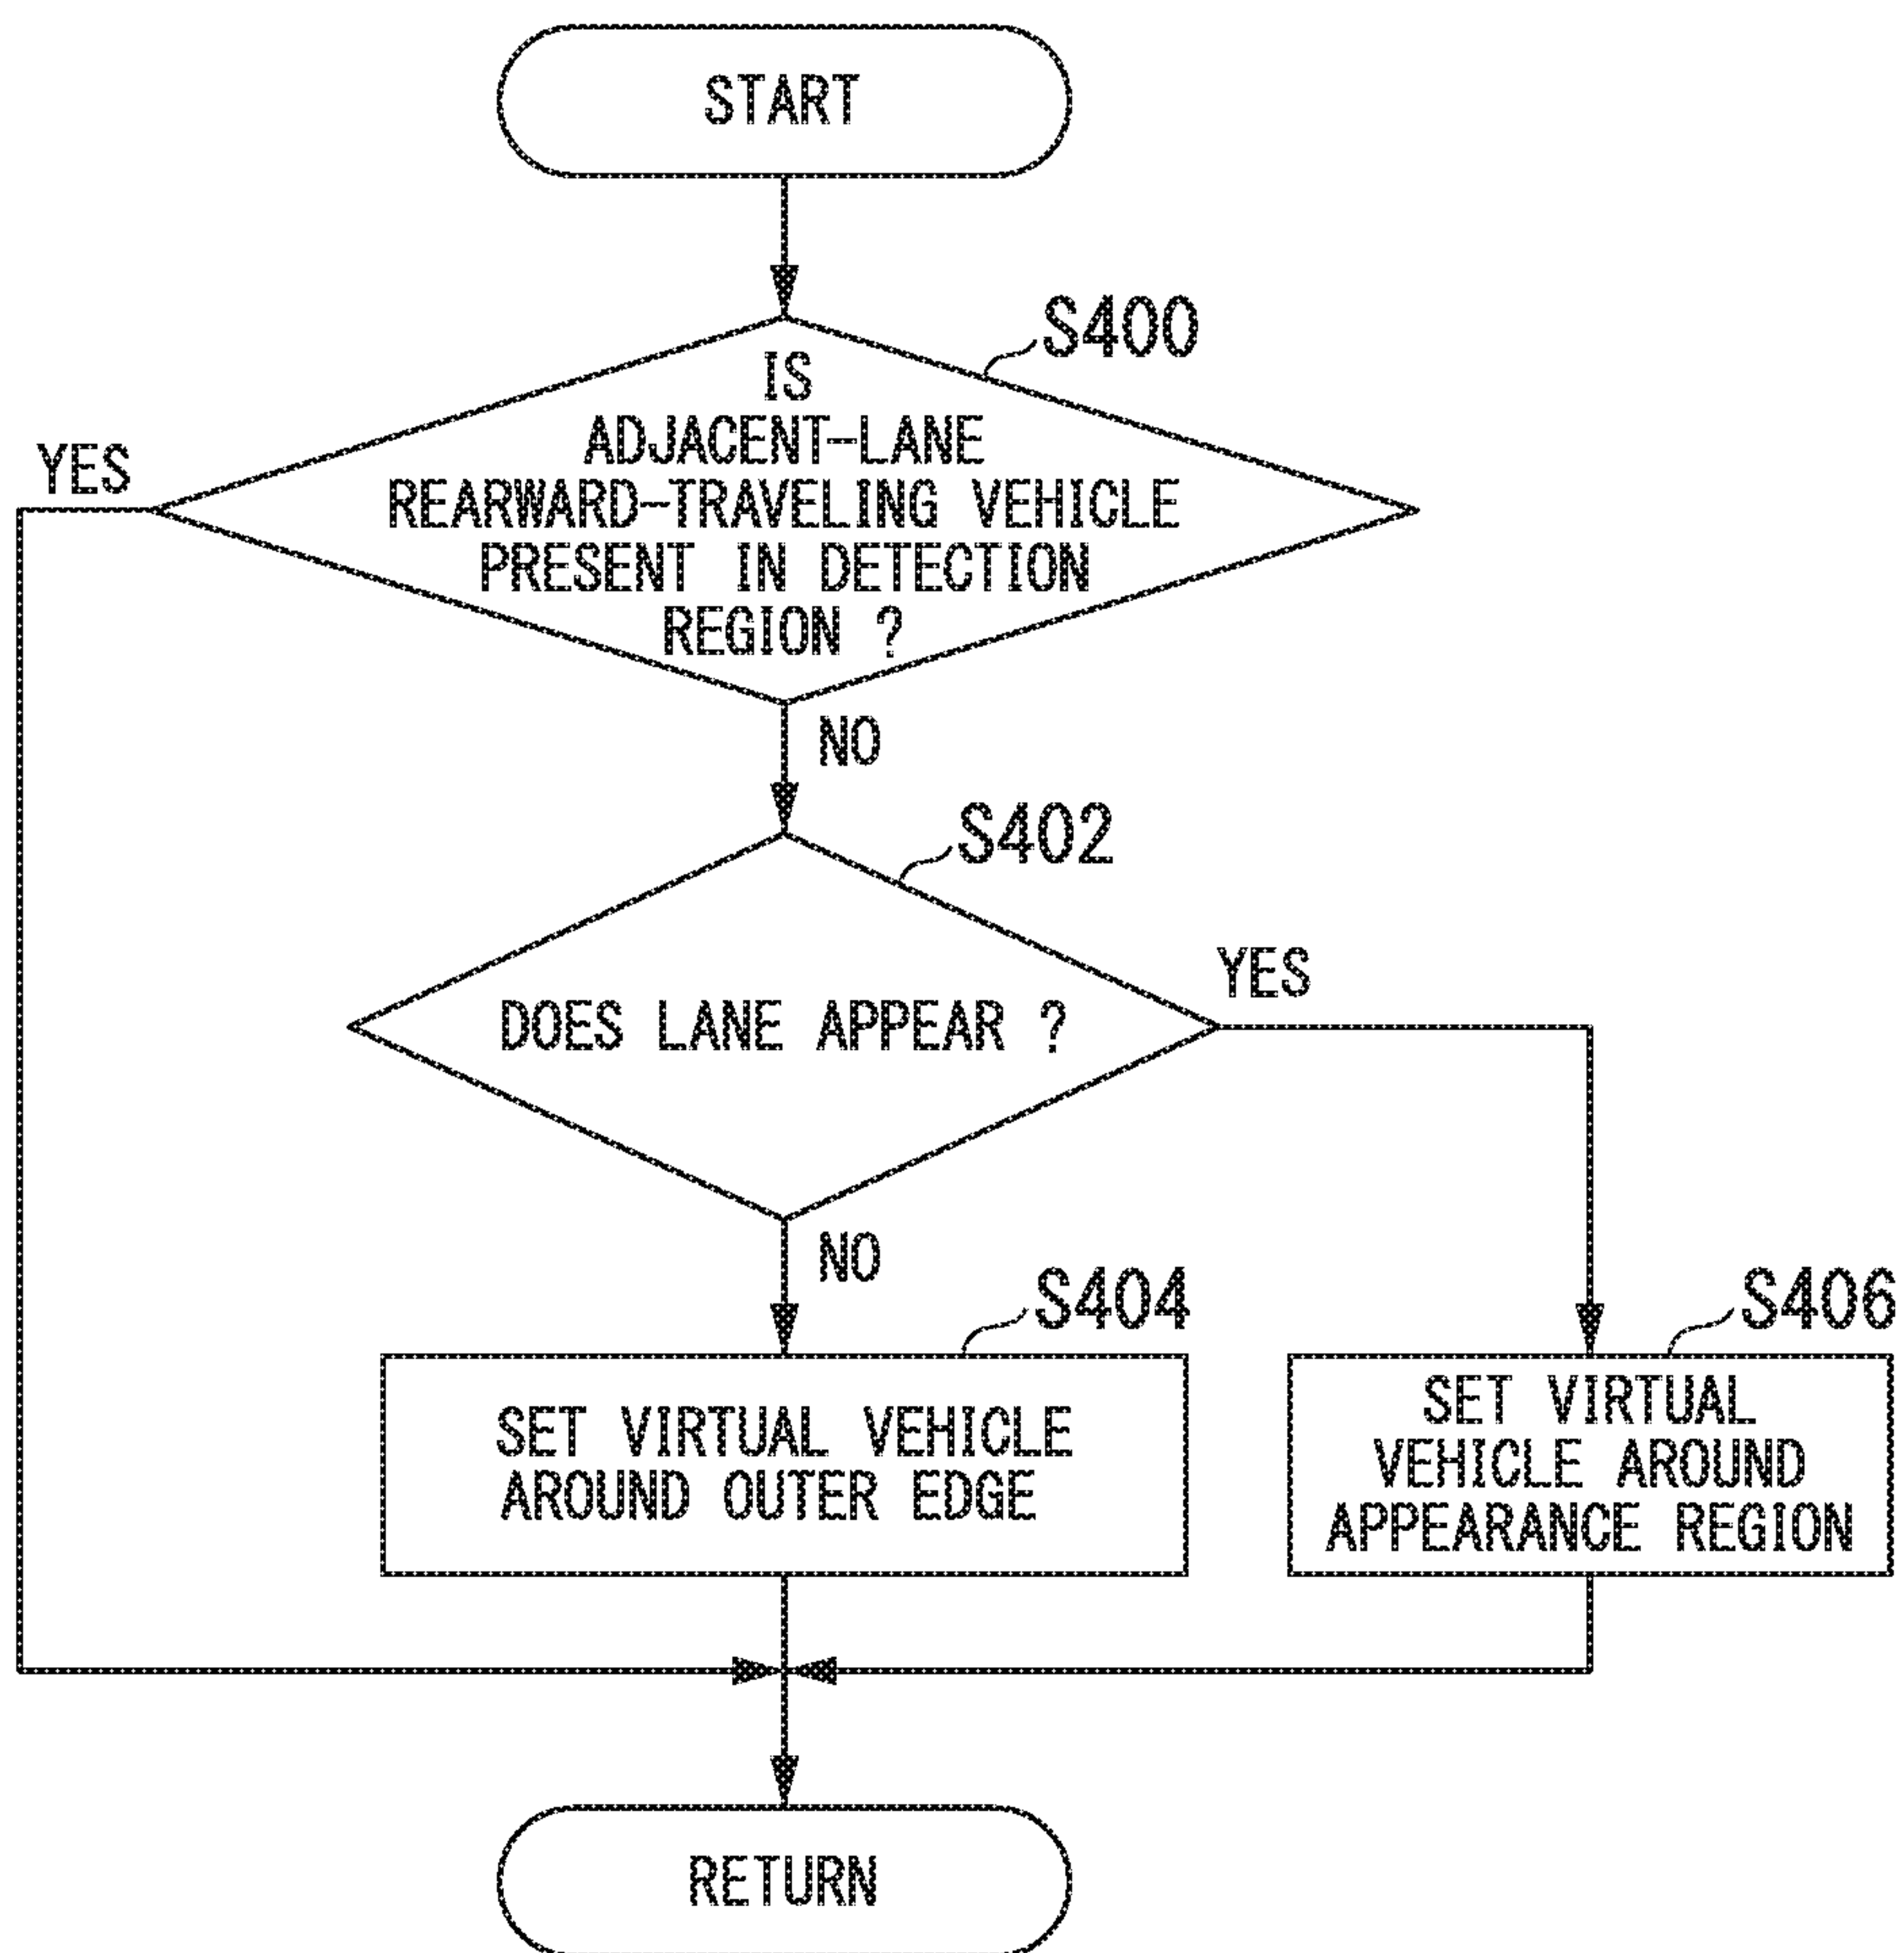 START
S400
IS
ADJACENT-LANE
REARWARD-TRAVELING VEHICLE
PRESENT IN DETECTION
REGION ?
YES
NO
S402
DOES LANE APPEAR ?
YES
NO
S404
SET VIRTUAL VEHICLE
AROUND OUTER EDGE
S406
SET VIRTUAL
VEHICLE AROUND
APPEARANCE REGION
RETURN